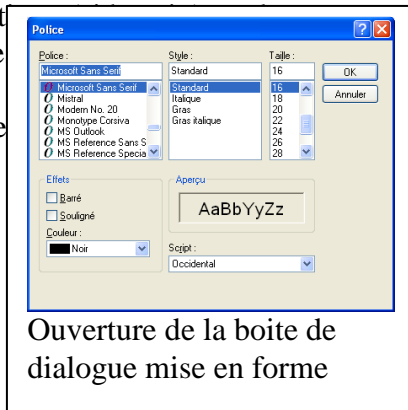 Police
Police : Style : Taille :
Microsoft Sans Serif Standard 16 OK
Microsoft Sans Serif Standard 16 Annuler
Mistral Italique 18
Modern No. 20 Gras 20
Monotype Corsiva Gras italique 22
MS Outlook 24
MS Reference Sans S 26
MS Reference Specia 28
Effets Aperçu
Barré
Souligné
AaBbYyZz
Couleur :
Noir
Script :
Occidental
Ouverture de la boite de
dialogue mise en forme